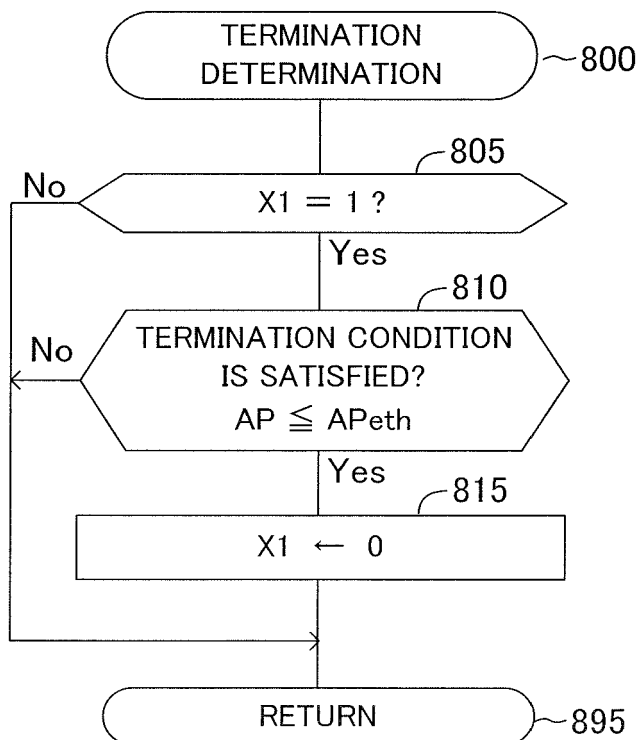 TERMINATION
DETERMINATION
800
805
No
X1 = 1 ?
Yes
810
No
TERMINATION CONDITION
IS SATISFIED?
AP ≦ APeth
Yes
815
X1 ← 0
RETURN
895